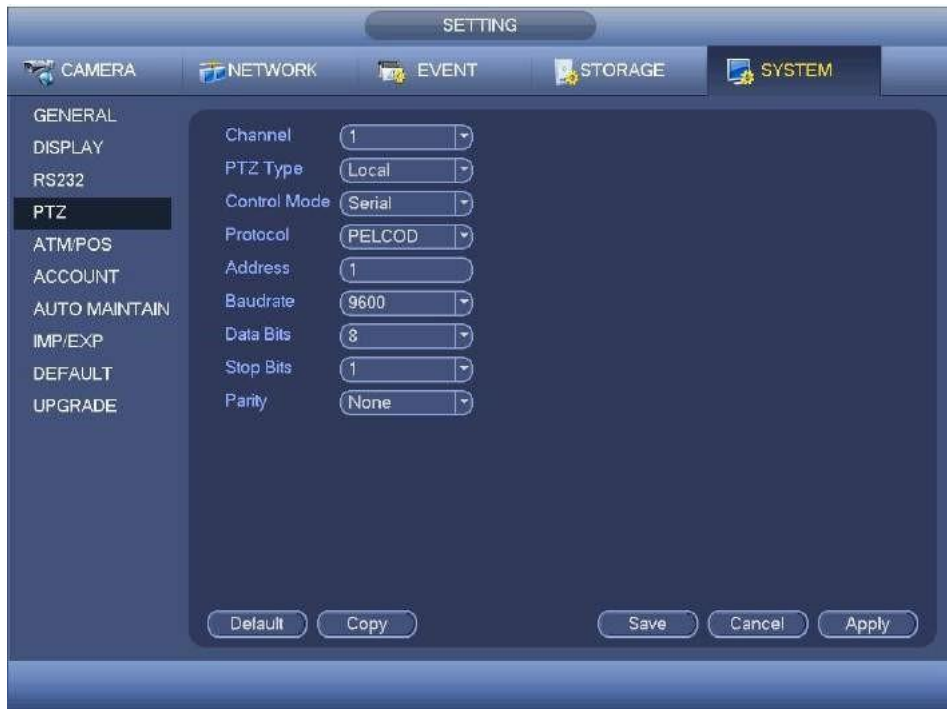 SETTING
CAMERA NETWORK EVENT STORAGE SYSTEM
GENERAL
DISPLAY
RS232
PTZ
ATM/POS
ACCOUNT
AUTO MAINTAIN
IMP/EXP
DEFAULT
UPGRADE
Channel 1
PTZ Type Local
Control Mode Serial
Protocol PELCOD
Address 1
Baudrate 9600
Data Bits 8
Stop Bits 1
Parity None
Default Copy Save Cancel Apply